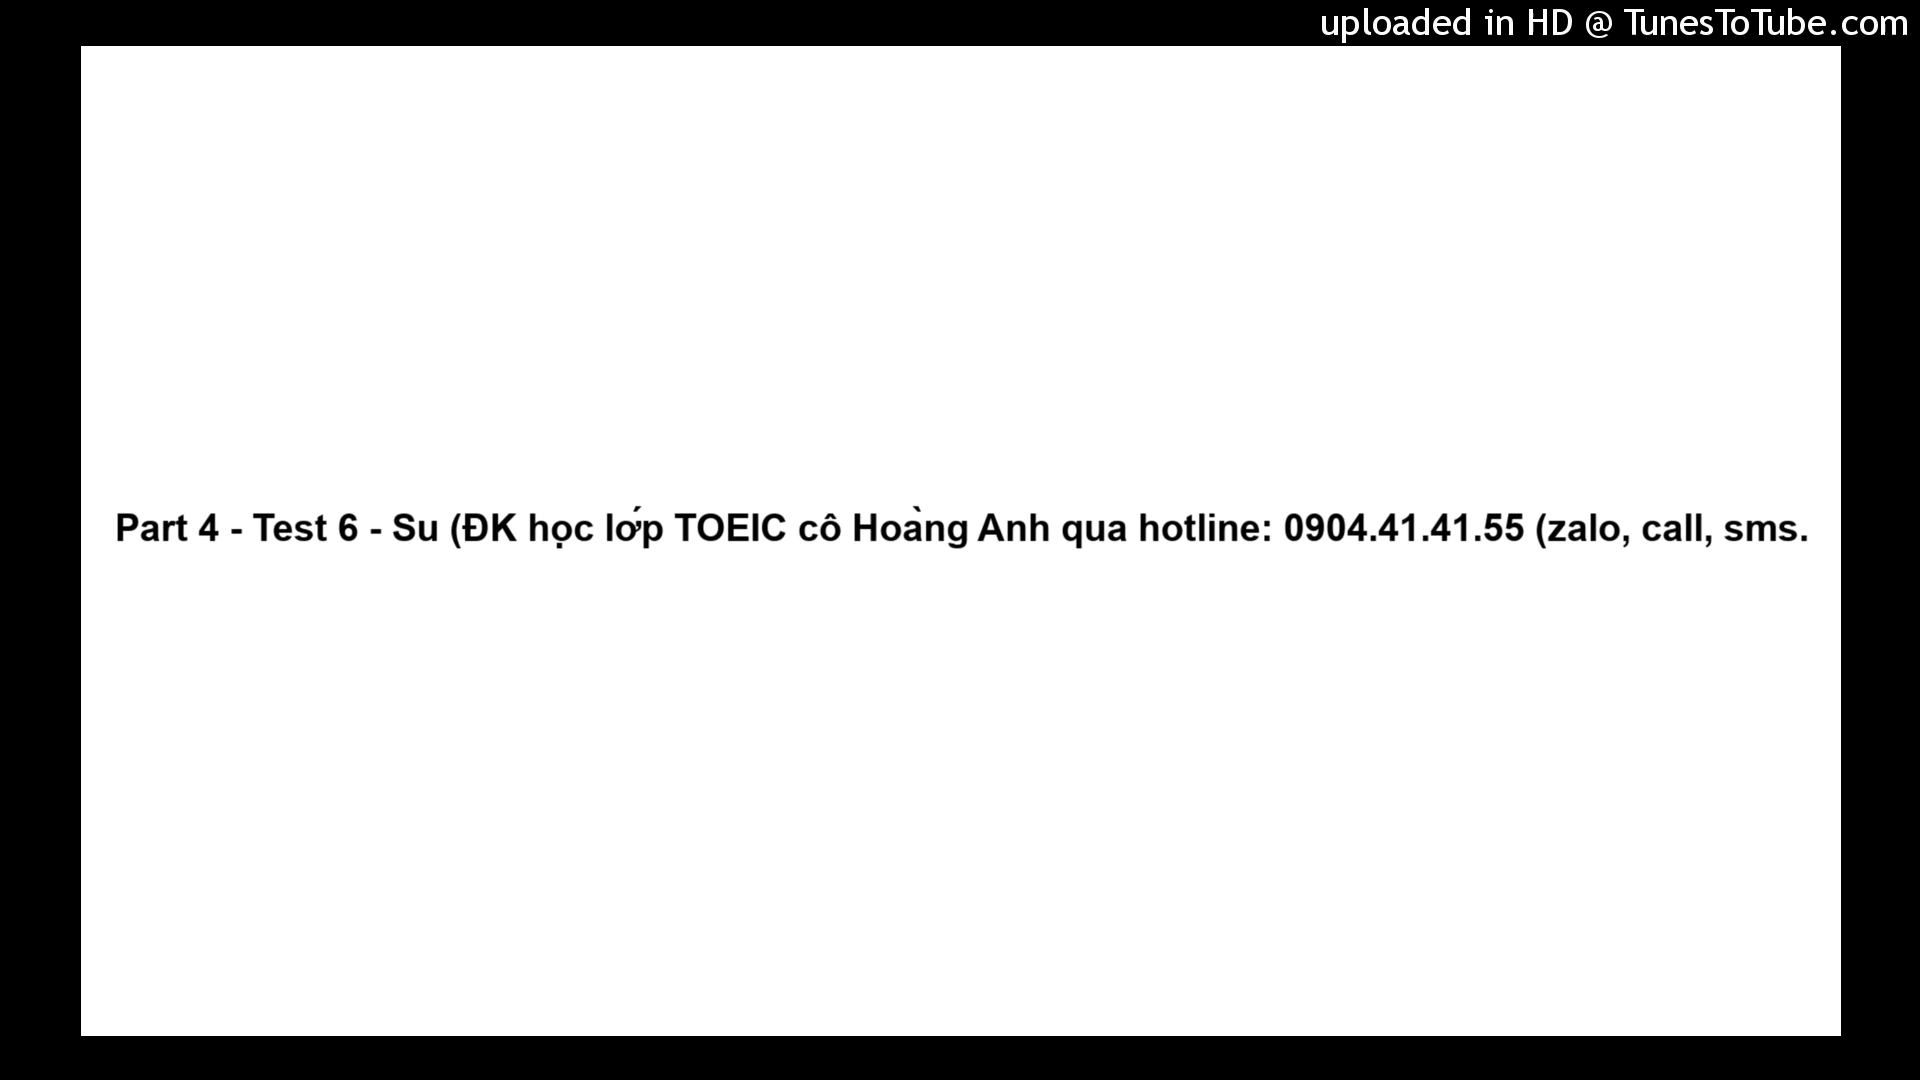 uploaded in HD @ TunesToTube.com
Part 4 - Test 6 - Su (ĐK học lớp TOEIC cô Hoàng Anh qua hotline: 0904.41.41.55 (zalo, call, sms.